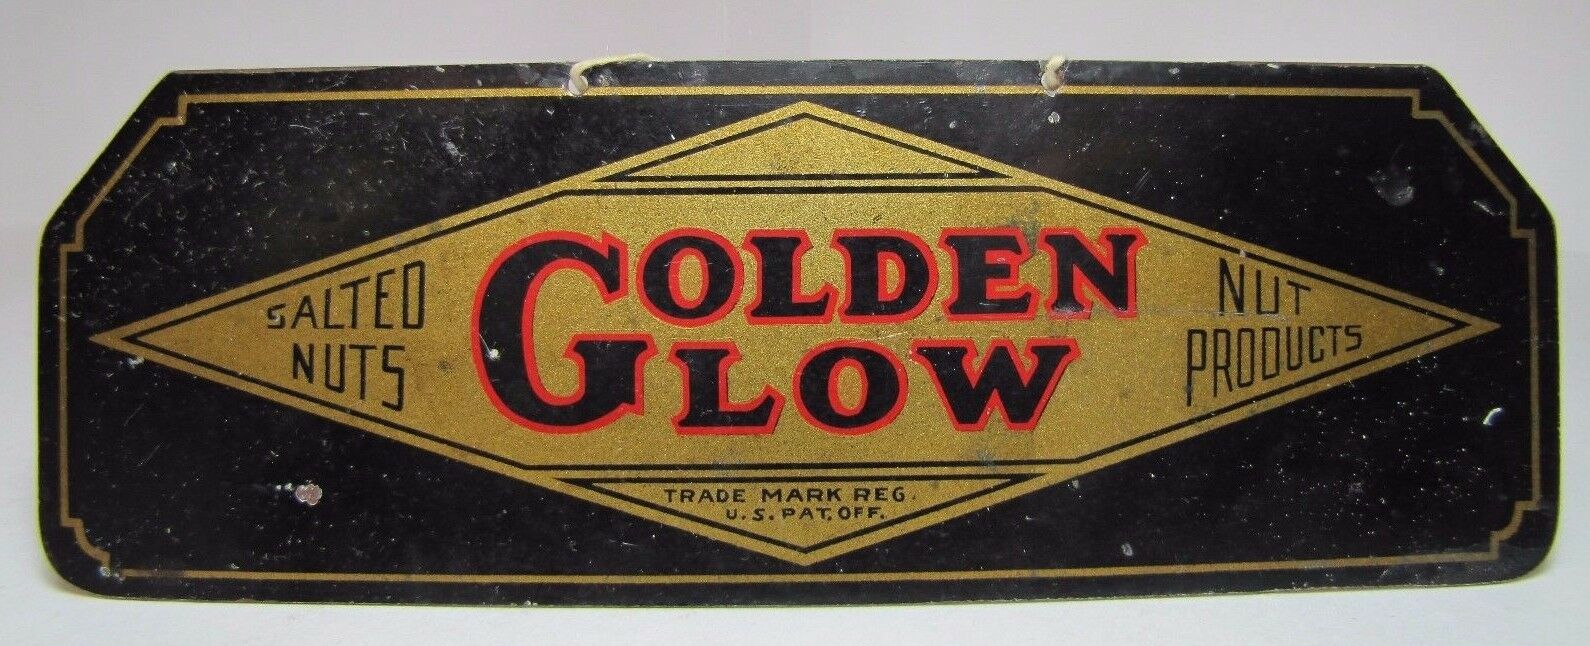 SALTED
NUTS
GOLDEN
GLOW
NUT
PRODUCTS
TRADE MARK REG.
U.S. PAT. OFF.